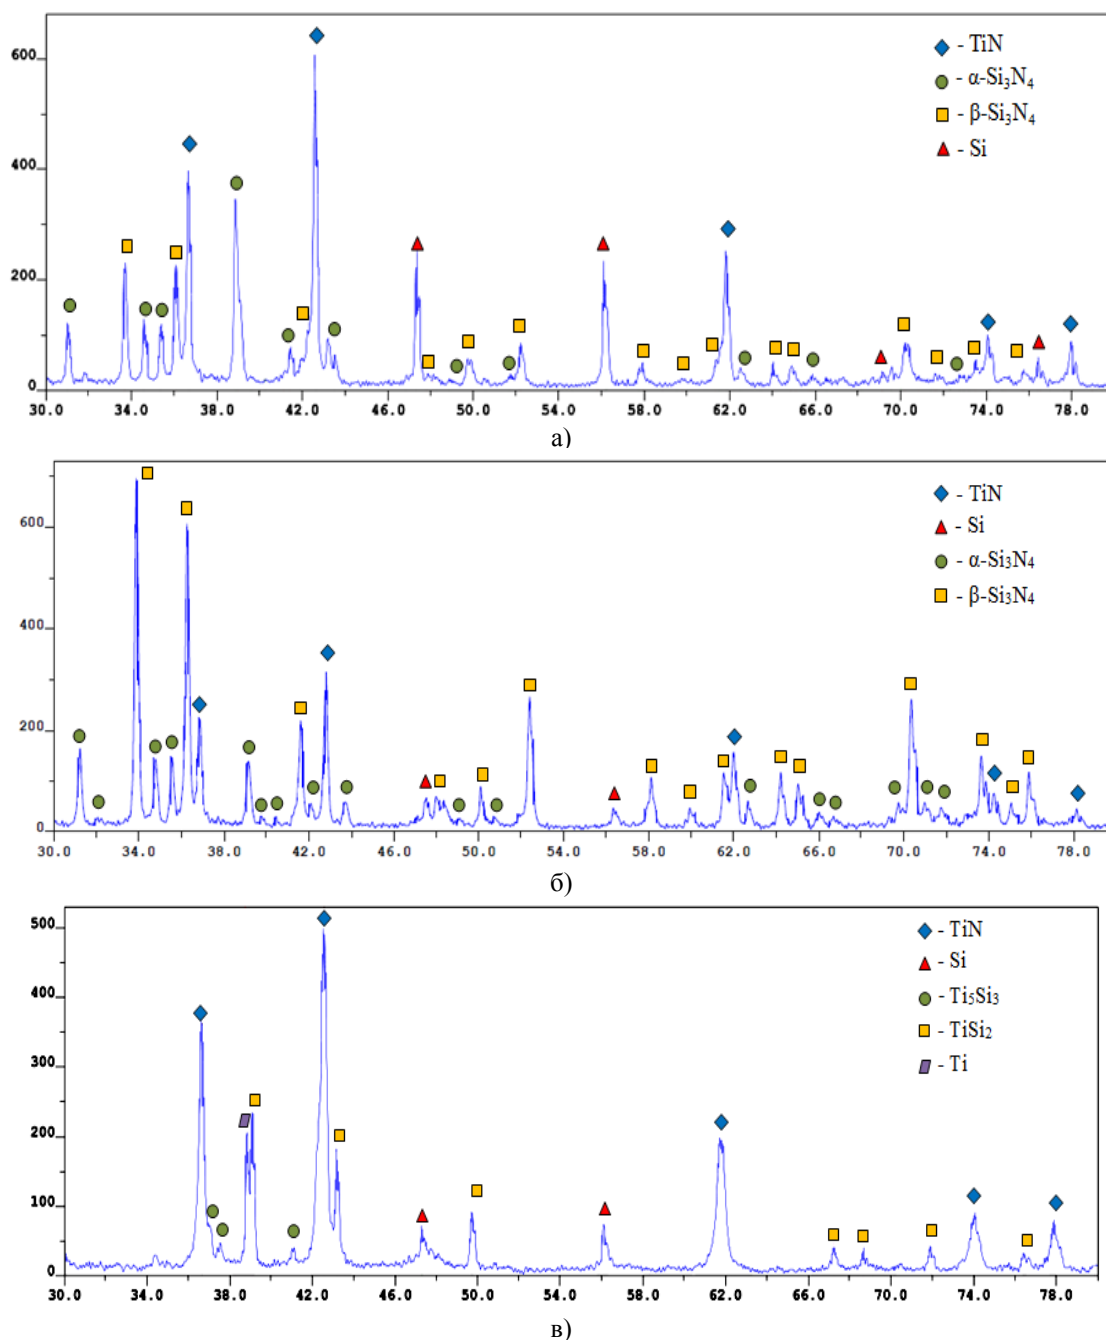 600
400
200
0
30.0 34.0 38.0 42.0 46.0 50.0 54.0 58.0 62.0 66.0 70.0 74.0 78.0
- TiN
- α-Si₃N₄
- β-Si₃N₄
- Si
а)
600
400
200
0
30.0 34.0 38.0 42.0 46.0 50.0 54.0 58.0 62.0 66.0 70.0 74.0 78.0
- TiN
- Si
- α-Si₃N₄
- β-Si₃N₄
б)
500
400
300
200
100
0
30.0 34.0 38.0 42.0 46.0 50.0 54.0 58.0 62.0 66.0 70.0 74.0 78.0
- TiN
- Si
- Ti₅Si₃
- TiSi₂
- Ti
в)